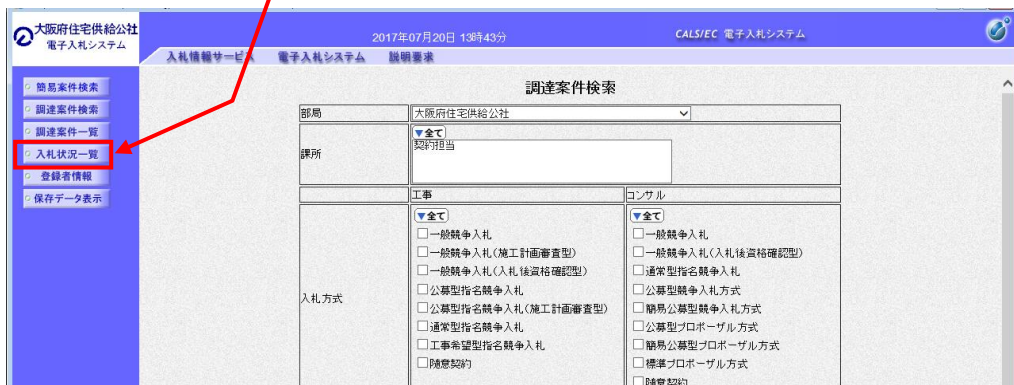 大阪府住宅供給公社
電子入札システム
2017年07月20日 13時43分
CALS/EC 電子入札システム
入札情報サービス 電子入札システム 説明要求
簡易案件検索
調達案件検索
調達案件一覧
入札状況一覧
登録者情報
保存データ表示
調達案件検索
部局 大阪府住宅供給公社
課所
▼全て
契約担当
工事 コンサル
入札方式
▼全て ▼全て
一般競争入札 一般競争入札
一般競争入札(施工計画審査型) 一般競争入札(入札後資格確認型)
一般競争入札(入札後資格確認型) 通常型指名競争入札
公募型指名競争入札 公募型競争入札方式
公募型指名競争入札(施工計画審査型) 簡易公募型競争入札方式
通常型指名競争入札 公募型プロポーザル方式
工事希望型指名競争入札 簡易公募型プロポーザル方式
随意契約 標準プロポーザル方式
随意契約